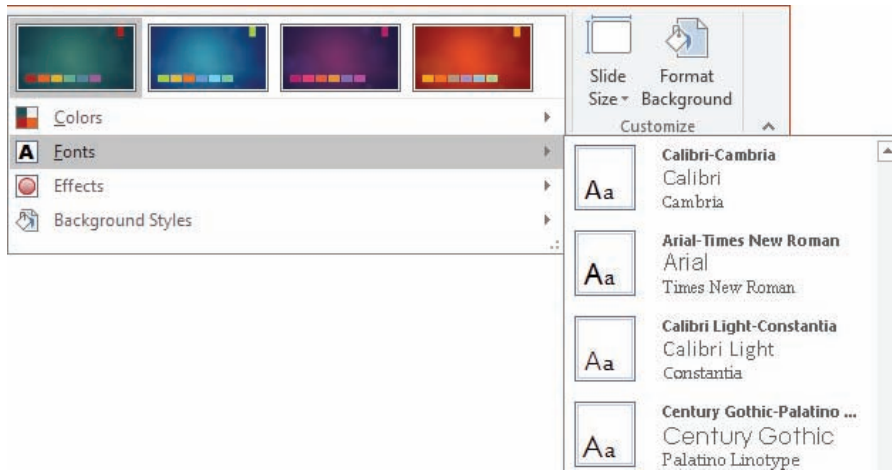 Slide
Size
Format
Background
Customize
Colors
A Fonts
Effects
Background Styles
Aa
Calibri-Cambria
Calibri
Cambria
Aa
Arial-Times New Roman
Arial
Times New Roman
Aa
Calibri Light-Constantia
Calibri Light
Constantia
Aa
Century Gothic-Palatino ...
Century Gothic
Palatino Linotype